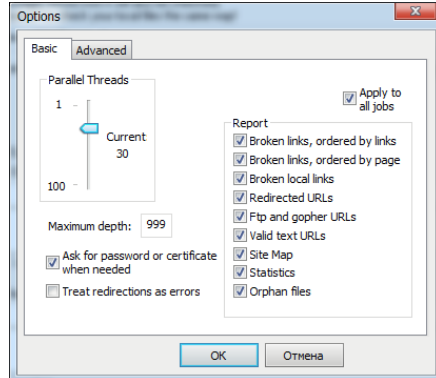 Options
Basic
Advanced
Parallel Threads
1
Current
30
100
Maximum depth: 999
Ask for password or certificate
when needed
Treat redirections as errors
Apply to
all jobs
Report
Broken links, ordered by links
Broken links, ordered by page
Broken local links
Redirected URLs
Ftp and gopher URLs
Valid text URLs
Site Map
Statistics
Orphan files
OK
Отмена